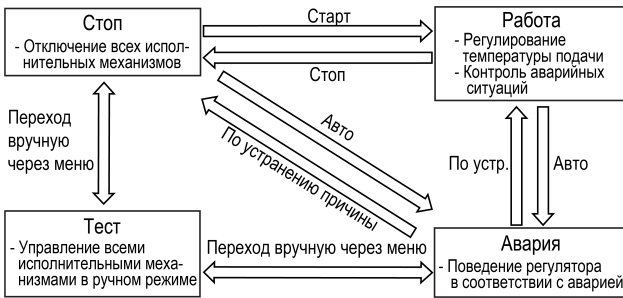 Стоп
- Отключение всех испол-
нительных механизмов
Старт
Стоп
Работа
- Регулирование
температуры подачи
- Контроль аварийных
ситуаций
Переход
вручную
через меню
Авто
По устранению причины
По устр.
Авто
Тест
- Управление всеми
исполнительными меха-
низмами в ручном режиме
Переход вручную через меню
Авария
- Поведение регулятора
в соответствии с аварией